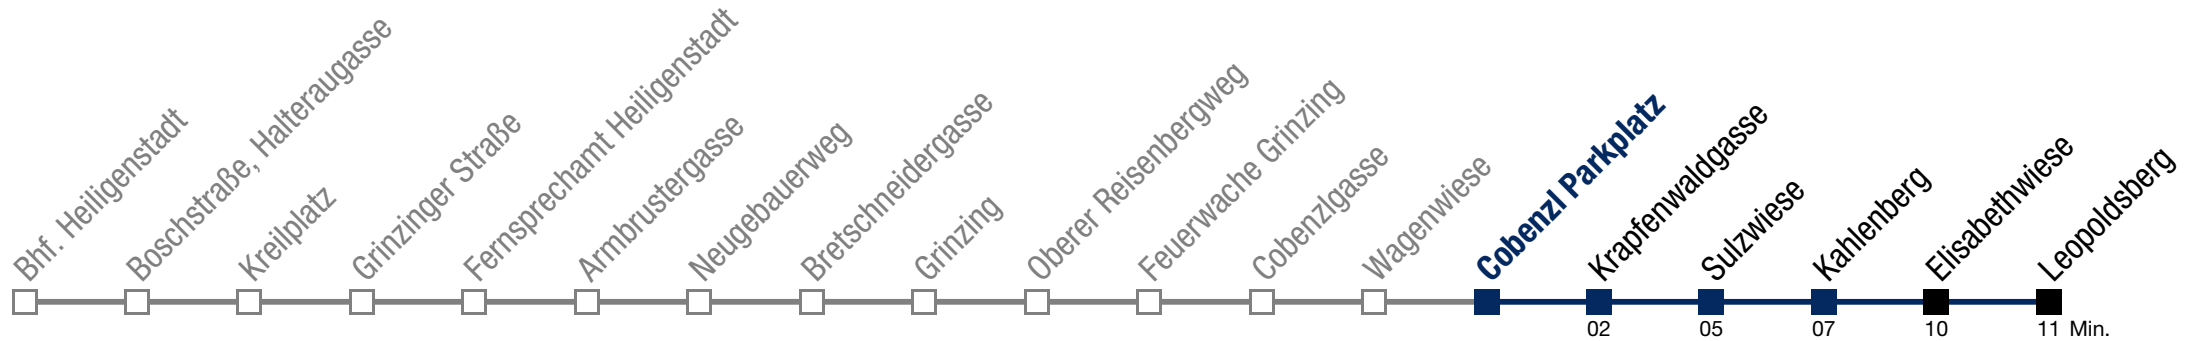 Bhf. Heiligenstadt
Boschstraße, Halteraugasse
Kreilplatz
Grinzinger Straße
Fernsprechamt Heiligenstadt
Armbrustergasse
Neugebauerweg
Bretschneidergasse
Grinzing
Oberer Reisenbergweg
Feuerwache Grinzing
Cobenzlgasse
Wagenwiese
Cobenzl Parkplatz
Krapfenwaldgasse
Sulzwiese
Kahlenberg
Elisabethwiese
Leopoldsberg
02 05 07 10 11 Min.